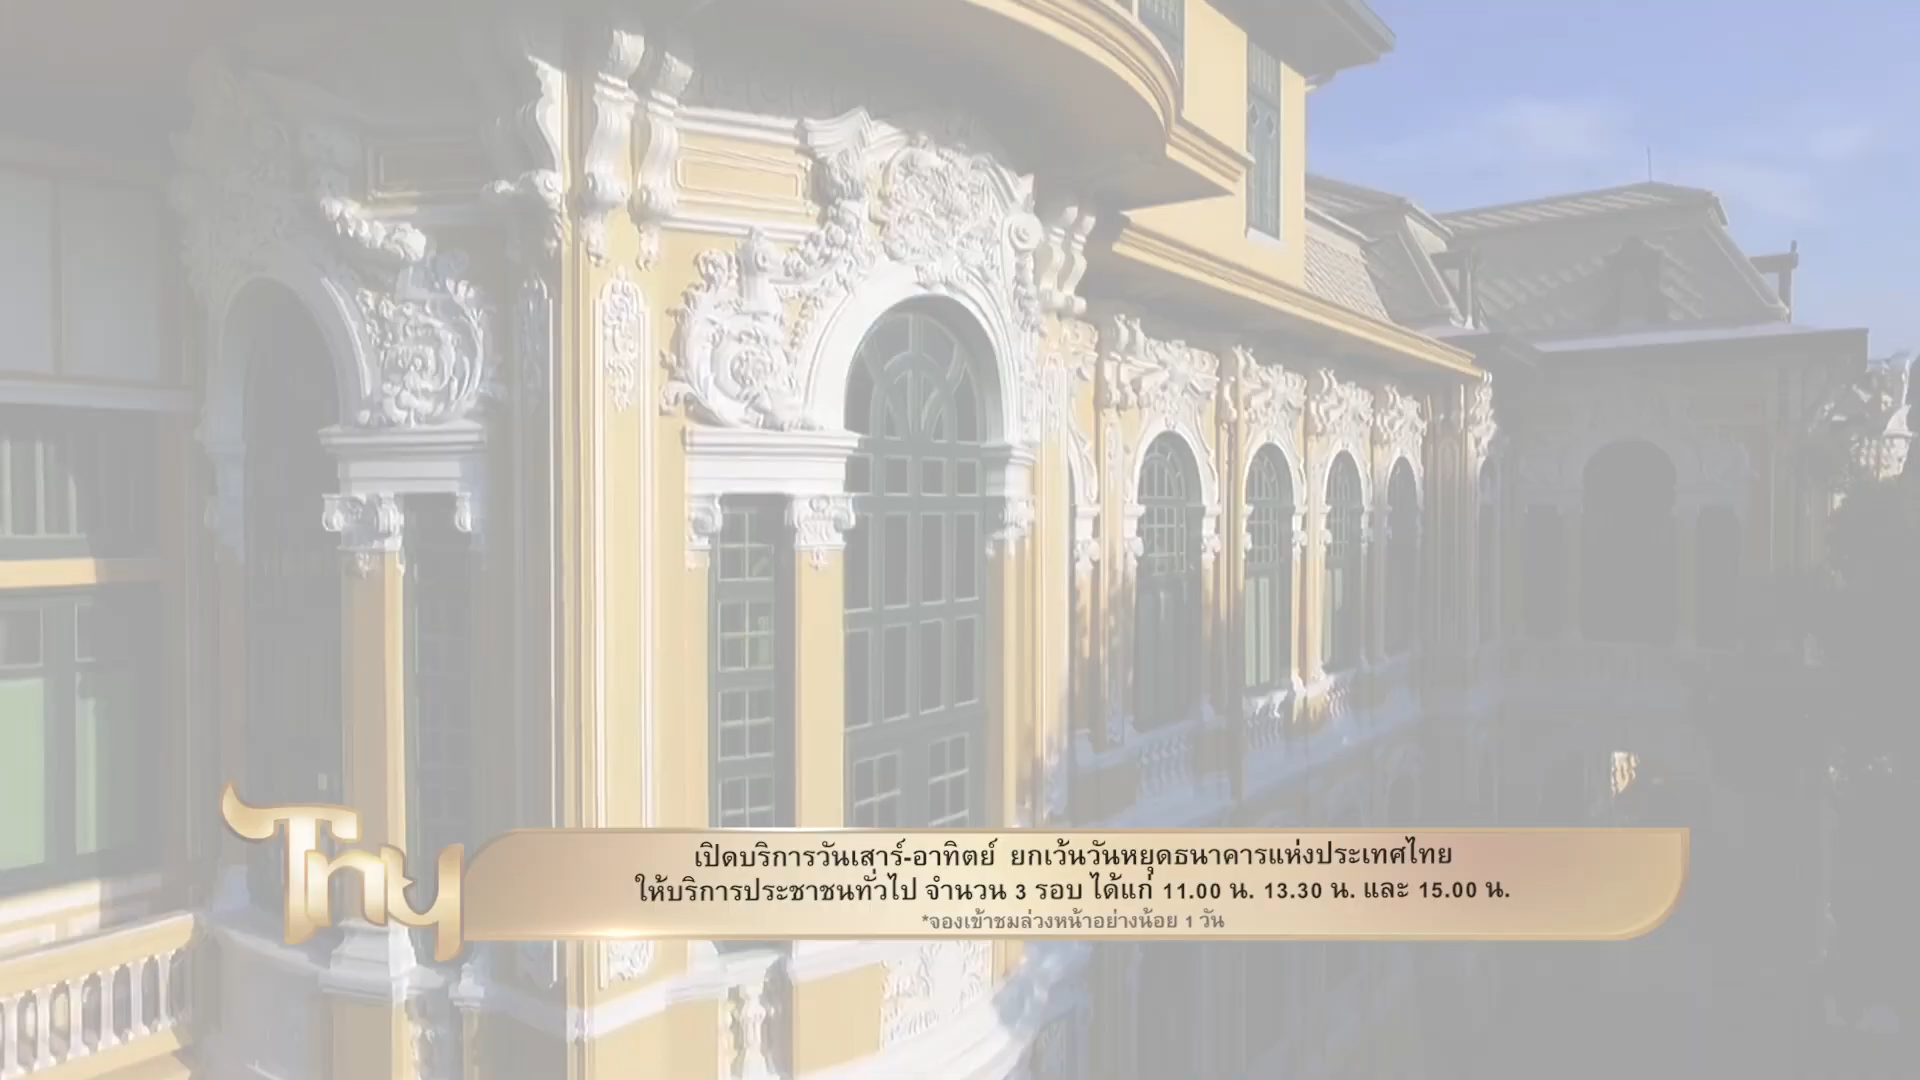 ไทย
เปิดบริการวันเสาร์-อาทิตย์ ยกเว้นวันหยุดธนาคารแห่งประเทศไทย
ให้บริการประชาชนทั่วไป จำนวน 3 รอบ ได้แก่ 11.00 น. 13.30 น. และ 15.00 น.
*จองเข้าชมล่วงหน้าอย่างน้อย 1 วัน